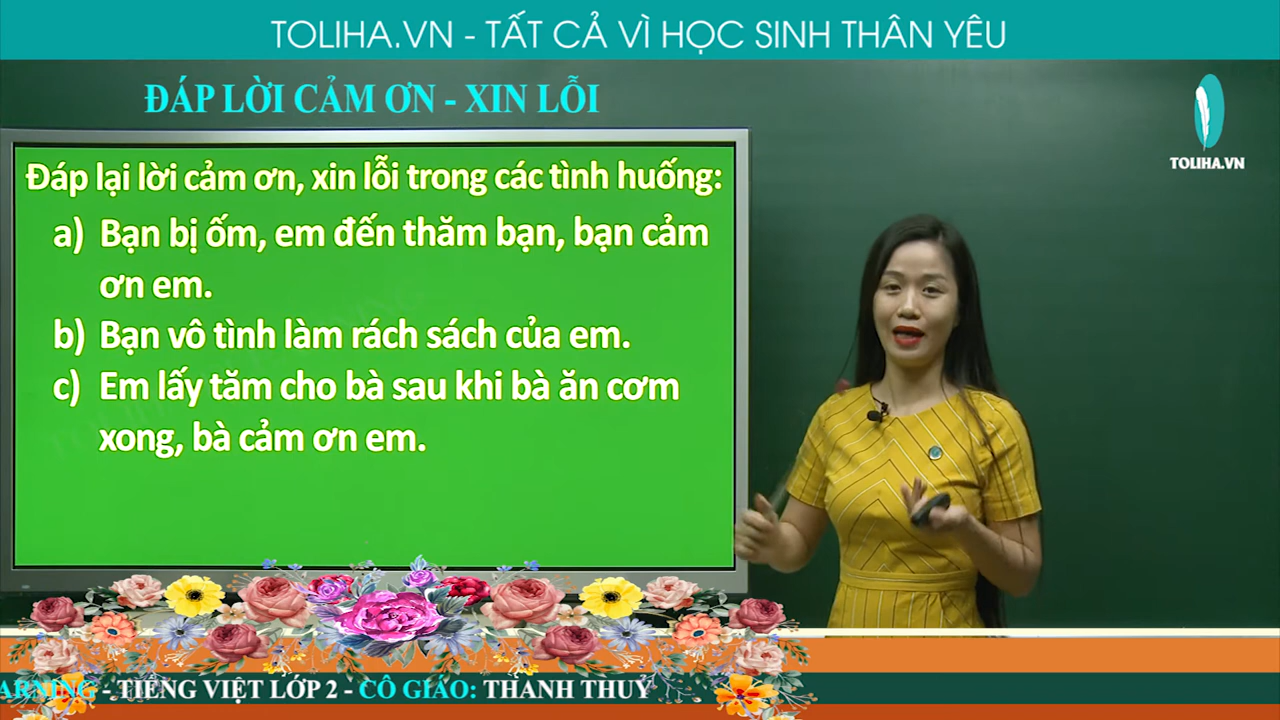 TOLIHA.VN - TẤT CẢ VÌ HỌC SINH THÂN YÊU
ĐÁP LỜI CẢM ƠN - XIN LỖI
TOLIHA.VN
Đáp lại lời cảm ơn, xin lỗi trong các tình huống:
a) Bạn bị ốm, em đến thăm bạn, bạn cảm
ơn em.
b) Bạn vô tình làm rách sách của em.
c) Em lấy tăm cho bà sau khi bà ăn cơm
xong, bà cảm ơn em.
ARNING - TIẾNG VIỆT LỚP 2 - CÔ GIÁO: THANH THUỶ